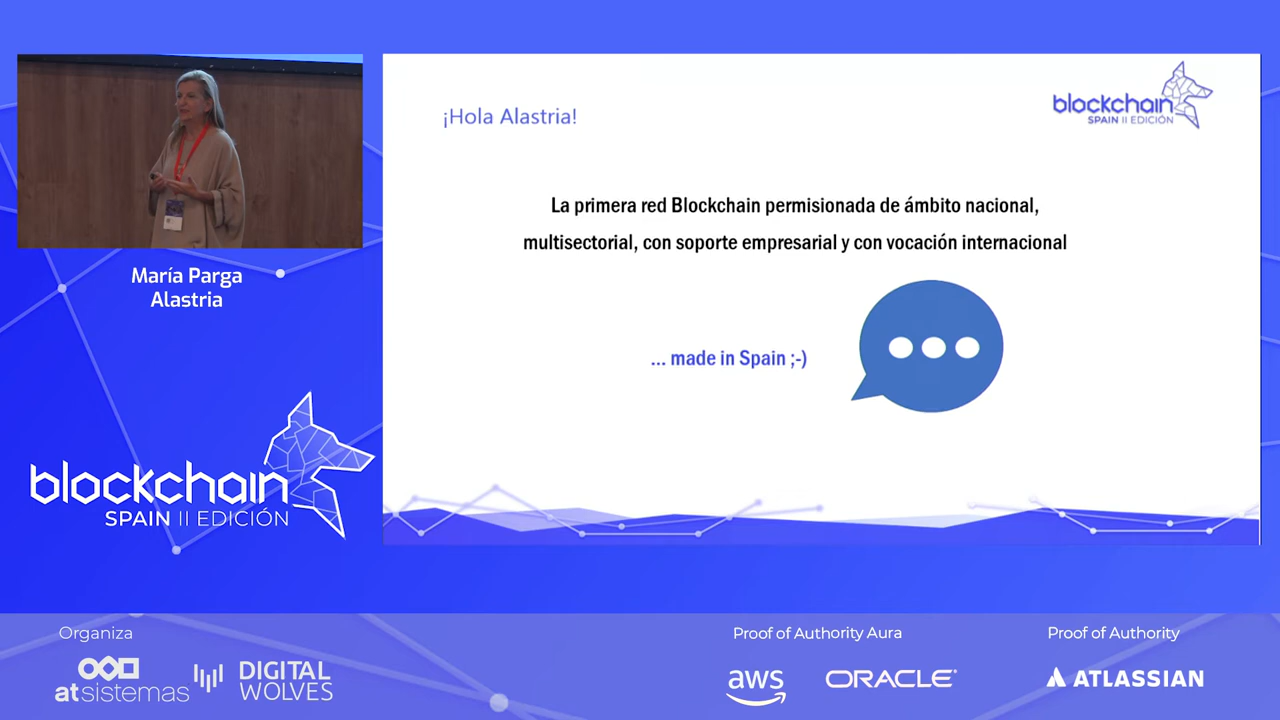 ¡Hola Alastria!
blockchain
SPAIN II EDICIÓN
La primera red Blockchain permisionada de ámbito nacional,
multisectorial, con soporte empresarial y con vocación internacional
... made in Spain ;-)
María Parga
Alastria
blockchain
SPAIN II EDICIÓN
Organiza
atsistemas
DIGITAL
WOLVES
Proof of Authority Aura
aws
ORACLE
Proof of Authority
ATLASSIAN